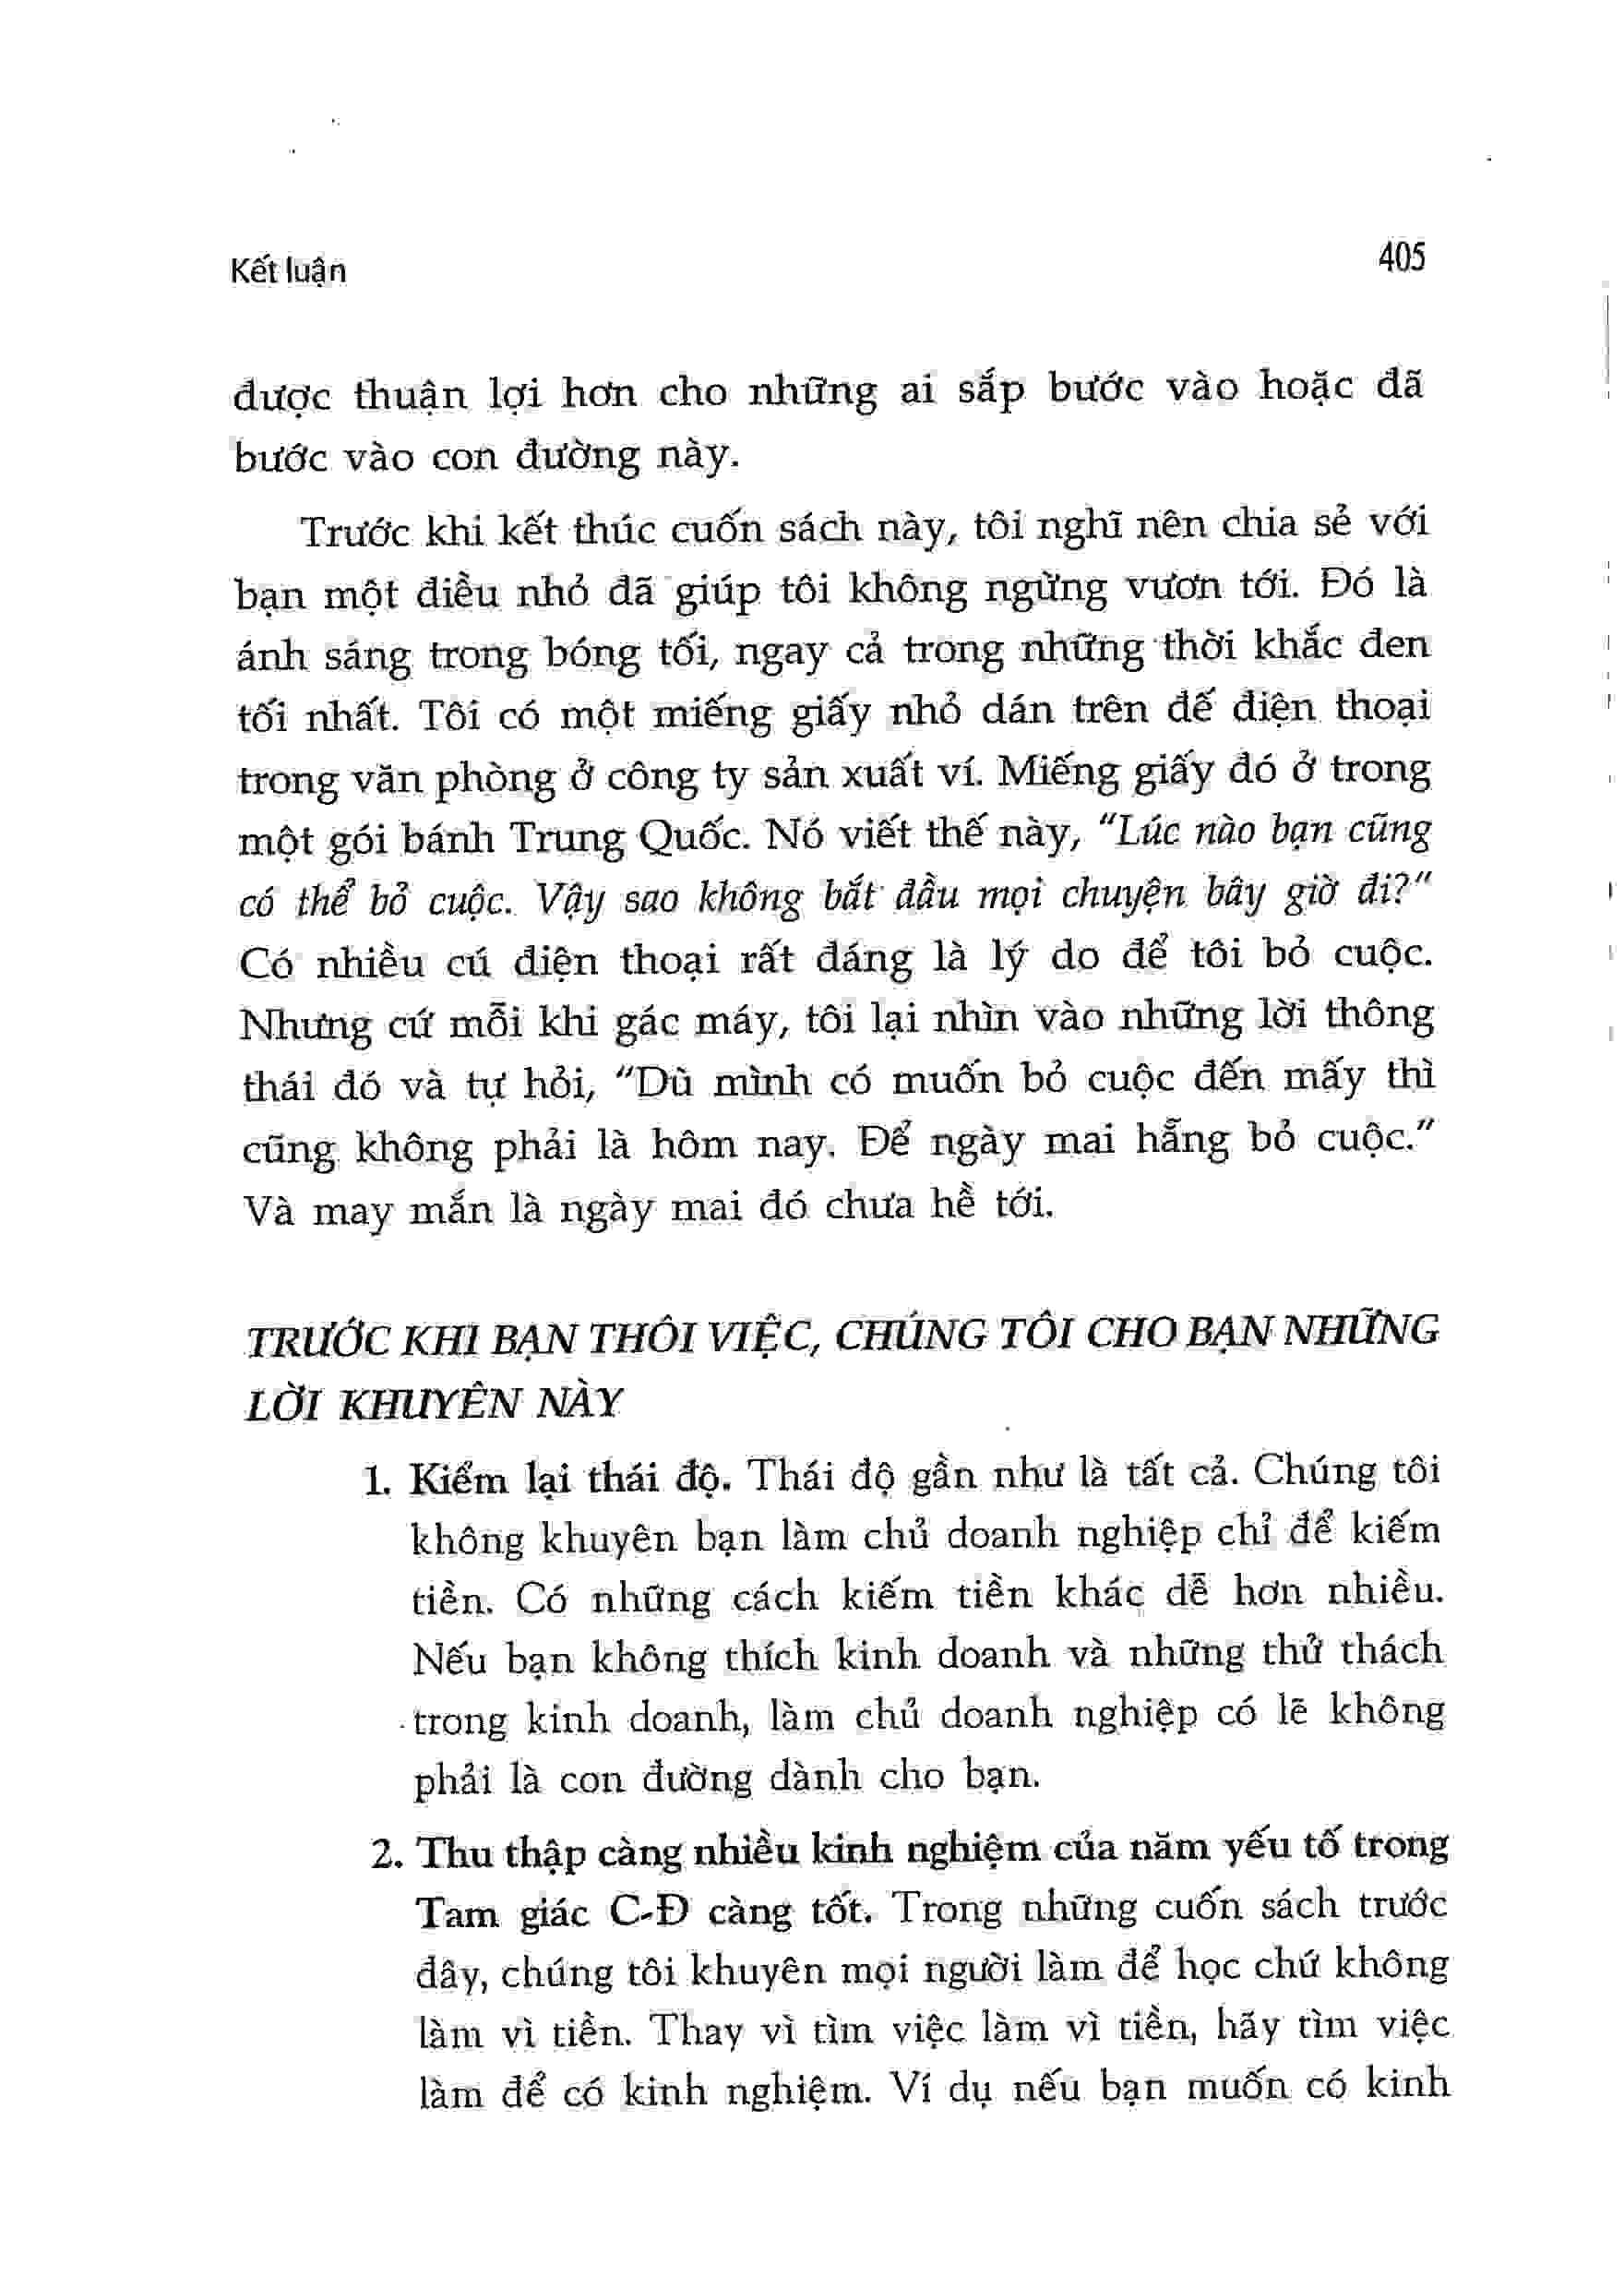 Kết luận
405
được thuận lợi hơn cho những ai sắp bước vào hoặc đã
bước vào con đường này.
Trước khi kết thúc cuốn sách này, tôi nghĩ nên chia sẻ với
bạn một điều nhỏ đã giúp tôi không ngừng vươn tới. Đó là
ánh sáng trong bóng tối, ngay cả trong những thời khắc đen
tối nhất. Tôi có một miếng giấy nhỏ dán trên đế điện thoại
trong văn phòng ở công ty sản xuất ví. Miếng giấy đó ở trong
một gói bánh Trung Quốc. Nó viết thế này, "Lúc nào bạn cũng
có thể bỏ cuộc. Vậy sao không bắt đầu mọi chuyện bây giờ đi?"
Có nhiều cú điện thoại rất đáng là lý do để tôi bỏ cuộc.
Nhưng cứ mỗi khi gác máy, tôi lại nhìn vào những lời thông
thái đó và tự hỏi, "Dù mình có muốn bỏ cuộc đến mấy thì
cũng không phải là hôm nay. Để ngày mai hẵng bỏ cuộc."
Và may mắn là ngày mai đó chưa hề tới.
TRƯỚC KHI BẠN THÔI VIỆC, CHÚNG TÔI CHO BẠN NHỮNG
LỜI KHUYÊN NÀY
1. Kiểm lại thái độ. Thái độ gần như là tất cả. Chúng tôi
không khuyên bạn làm chủ doanh nghiệp chỉ để kiếm
tiền. Có những cách kiếm tiền khác dễ hơn nhiều.
Nếu bạn không thích kinh doanh và những thử thách
trong kinh doanh, làm chủ doanh nghiệp có lẽ không
phải là con đường dành cho bạn.
2. Thu thập càng nhiều kinh nghiệm của năm yếu tố trong
Tam giác C-Đ càng tốt. Trong những cuốn sách trước
đây, chúng tôi khuyên mọi người làm để học chứ không
làm vì tiền. Thay vì tìm việc làm vì tiền, hãy tìm việc
làm để có kinh nghiệm. Ví dụ nếu bạn muốn có kinh